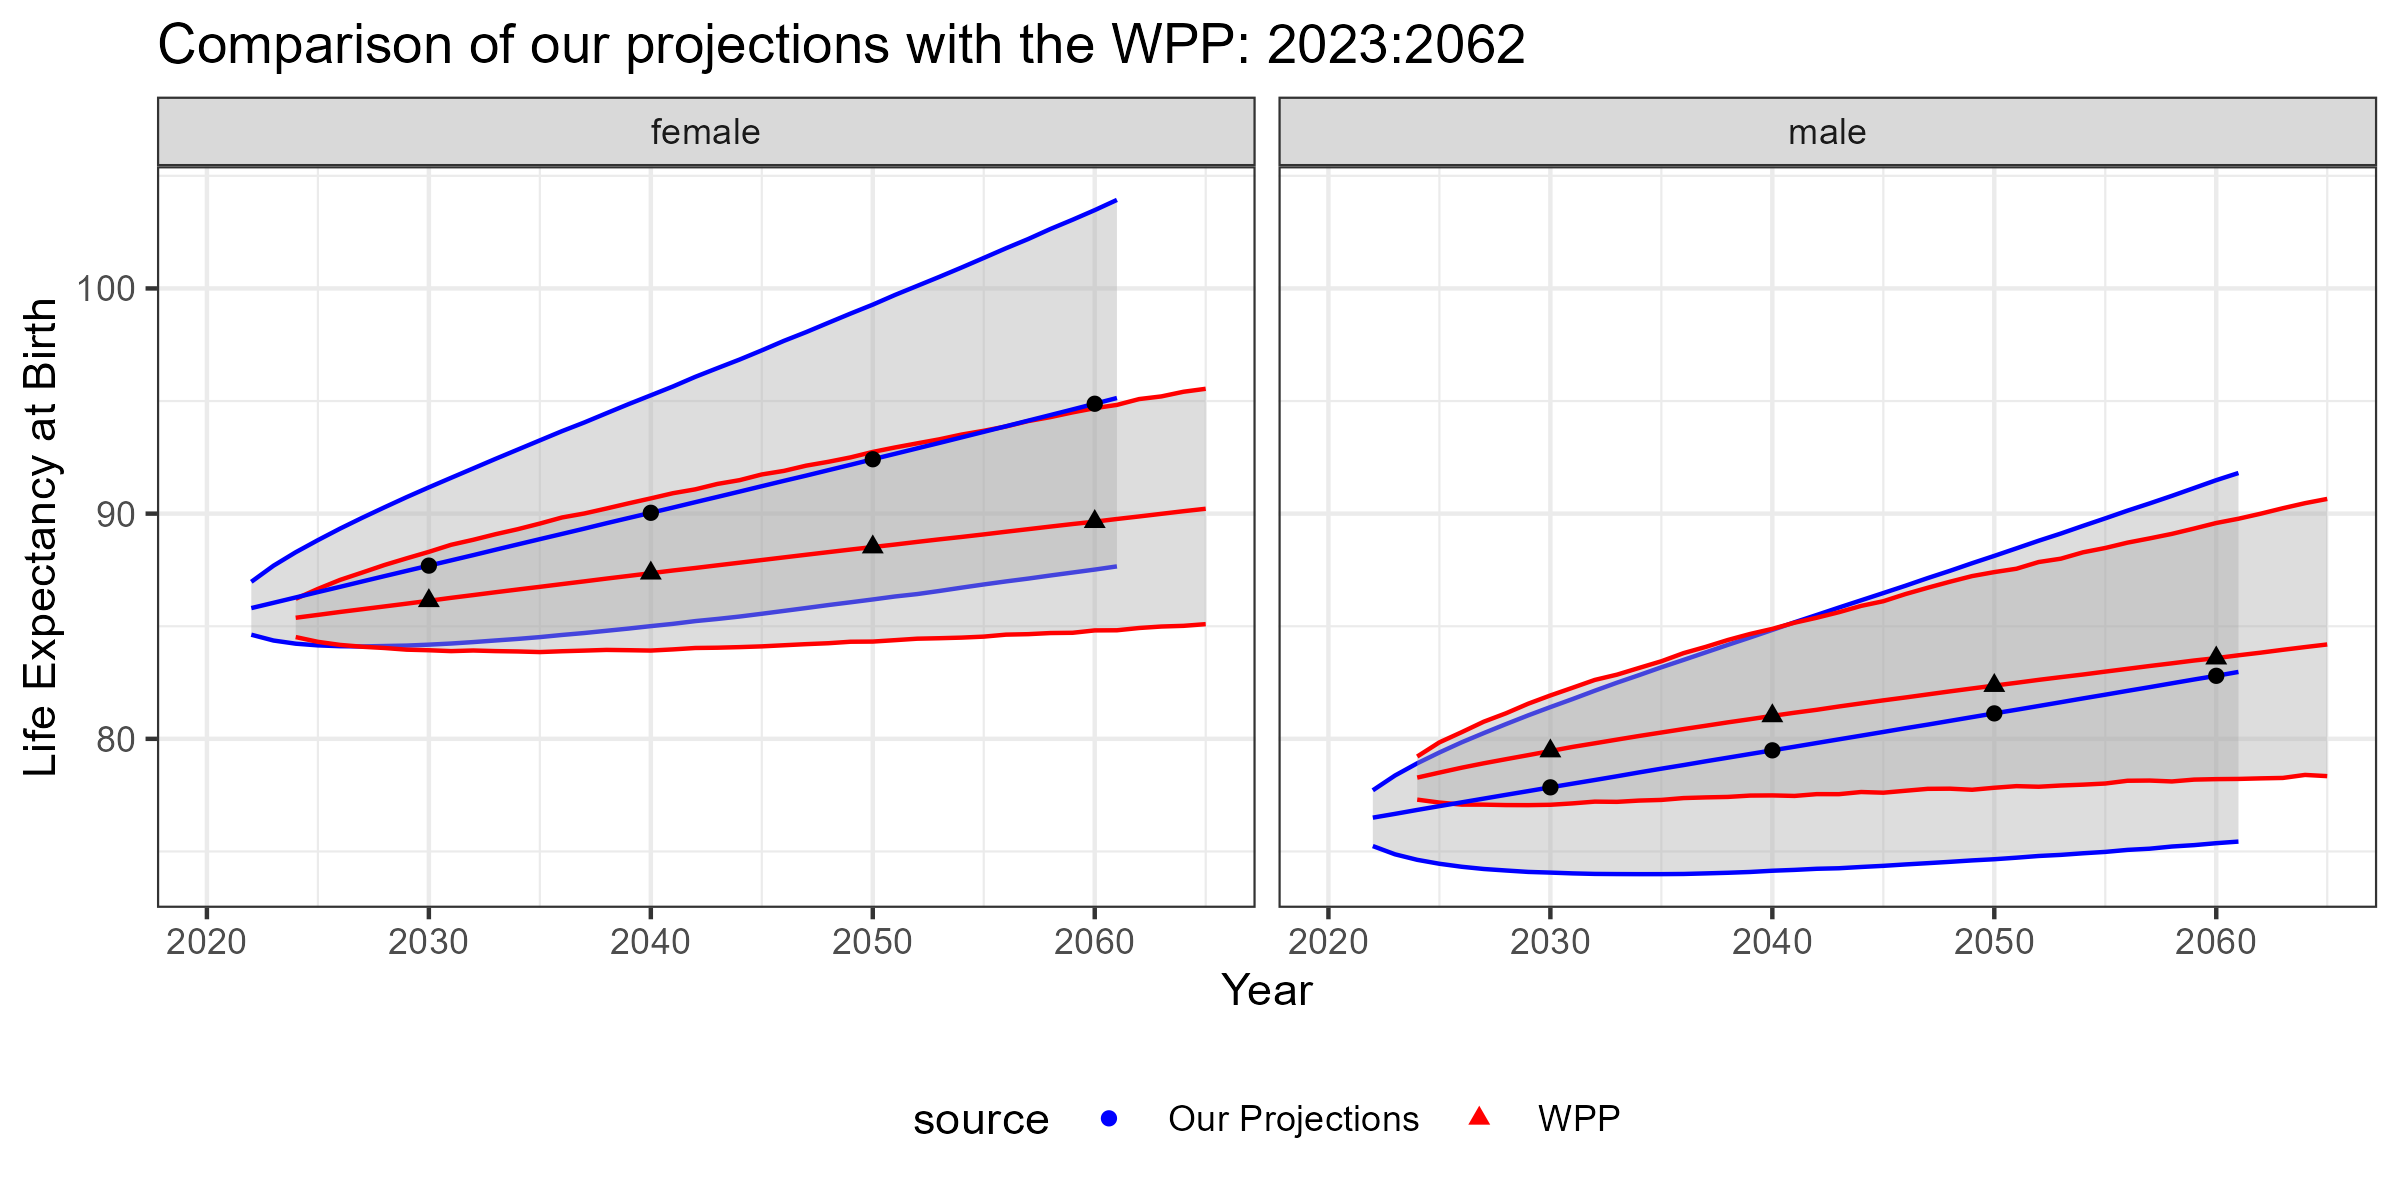 Comparison of our projections with the WPP: 2023:2062
female
male
Life Expectancy at Birth
100
90
80
2020 2030 2040 2050 2060
2020 2030 2040 2050 2060
Year
source Our Projections WPP